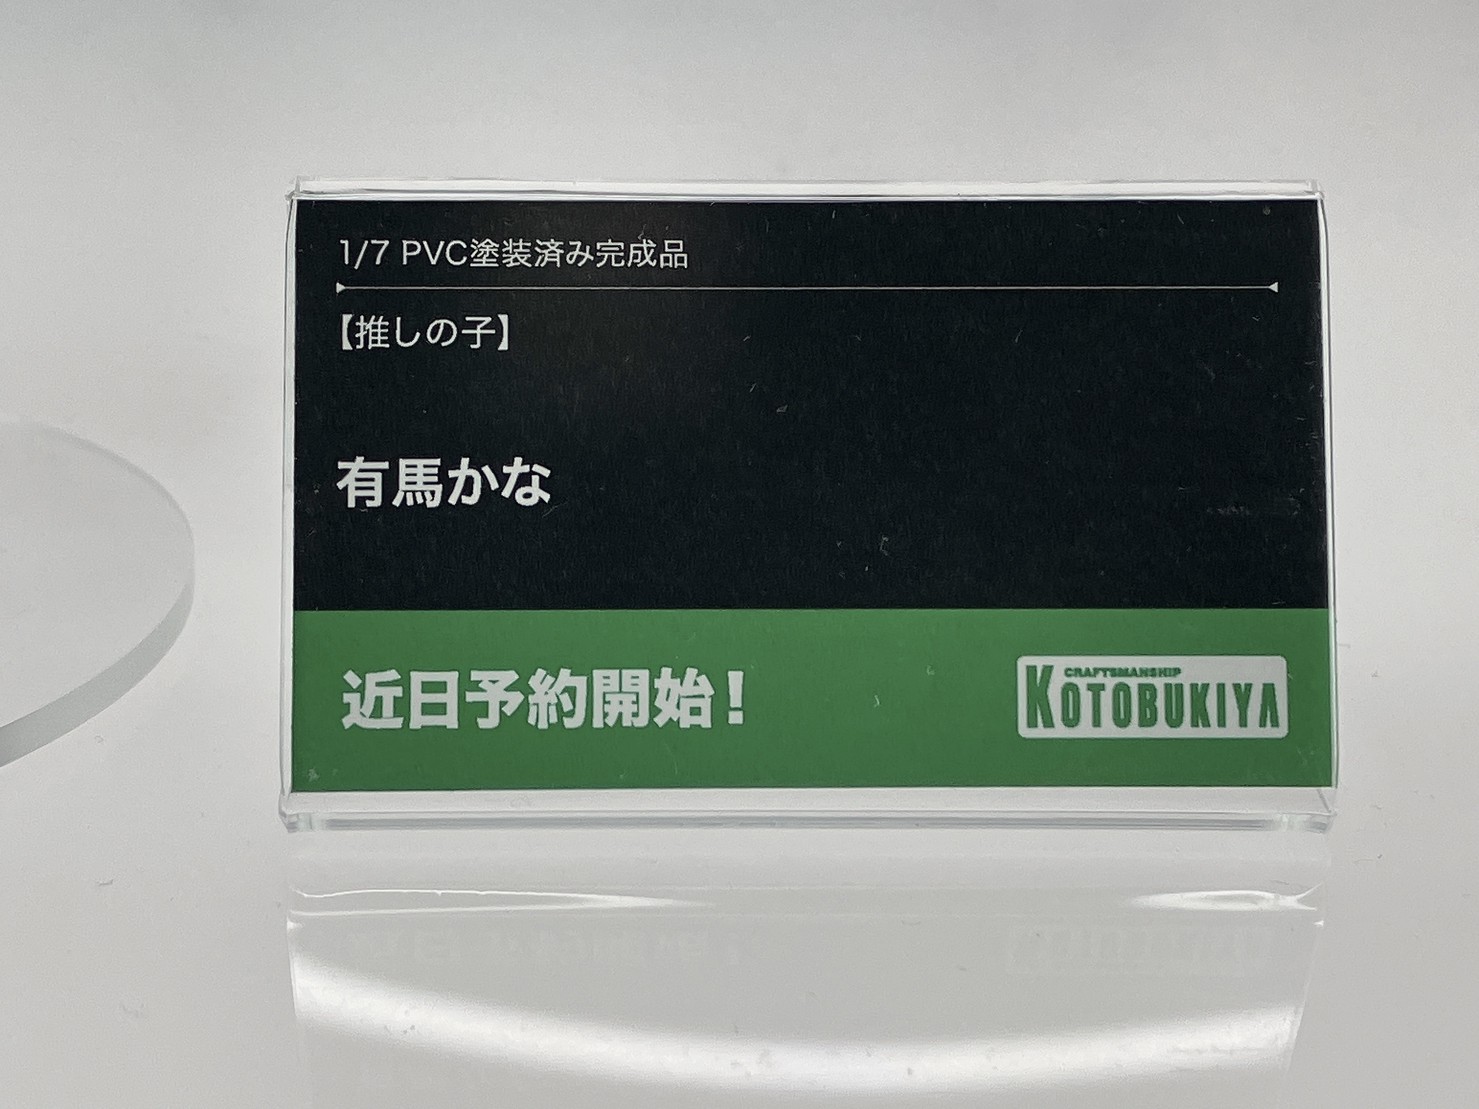 1/7 PVC塗装済み完成品
【推しの子】
有馬かな
近日予約開始！
CRAFTSMANSHIP
KOTOBUKIYA